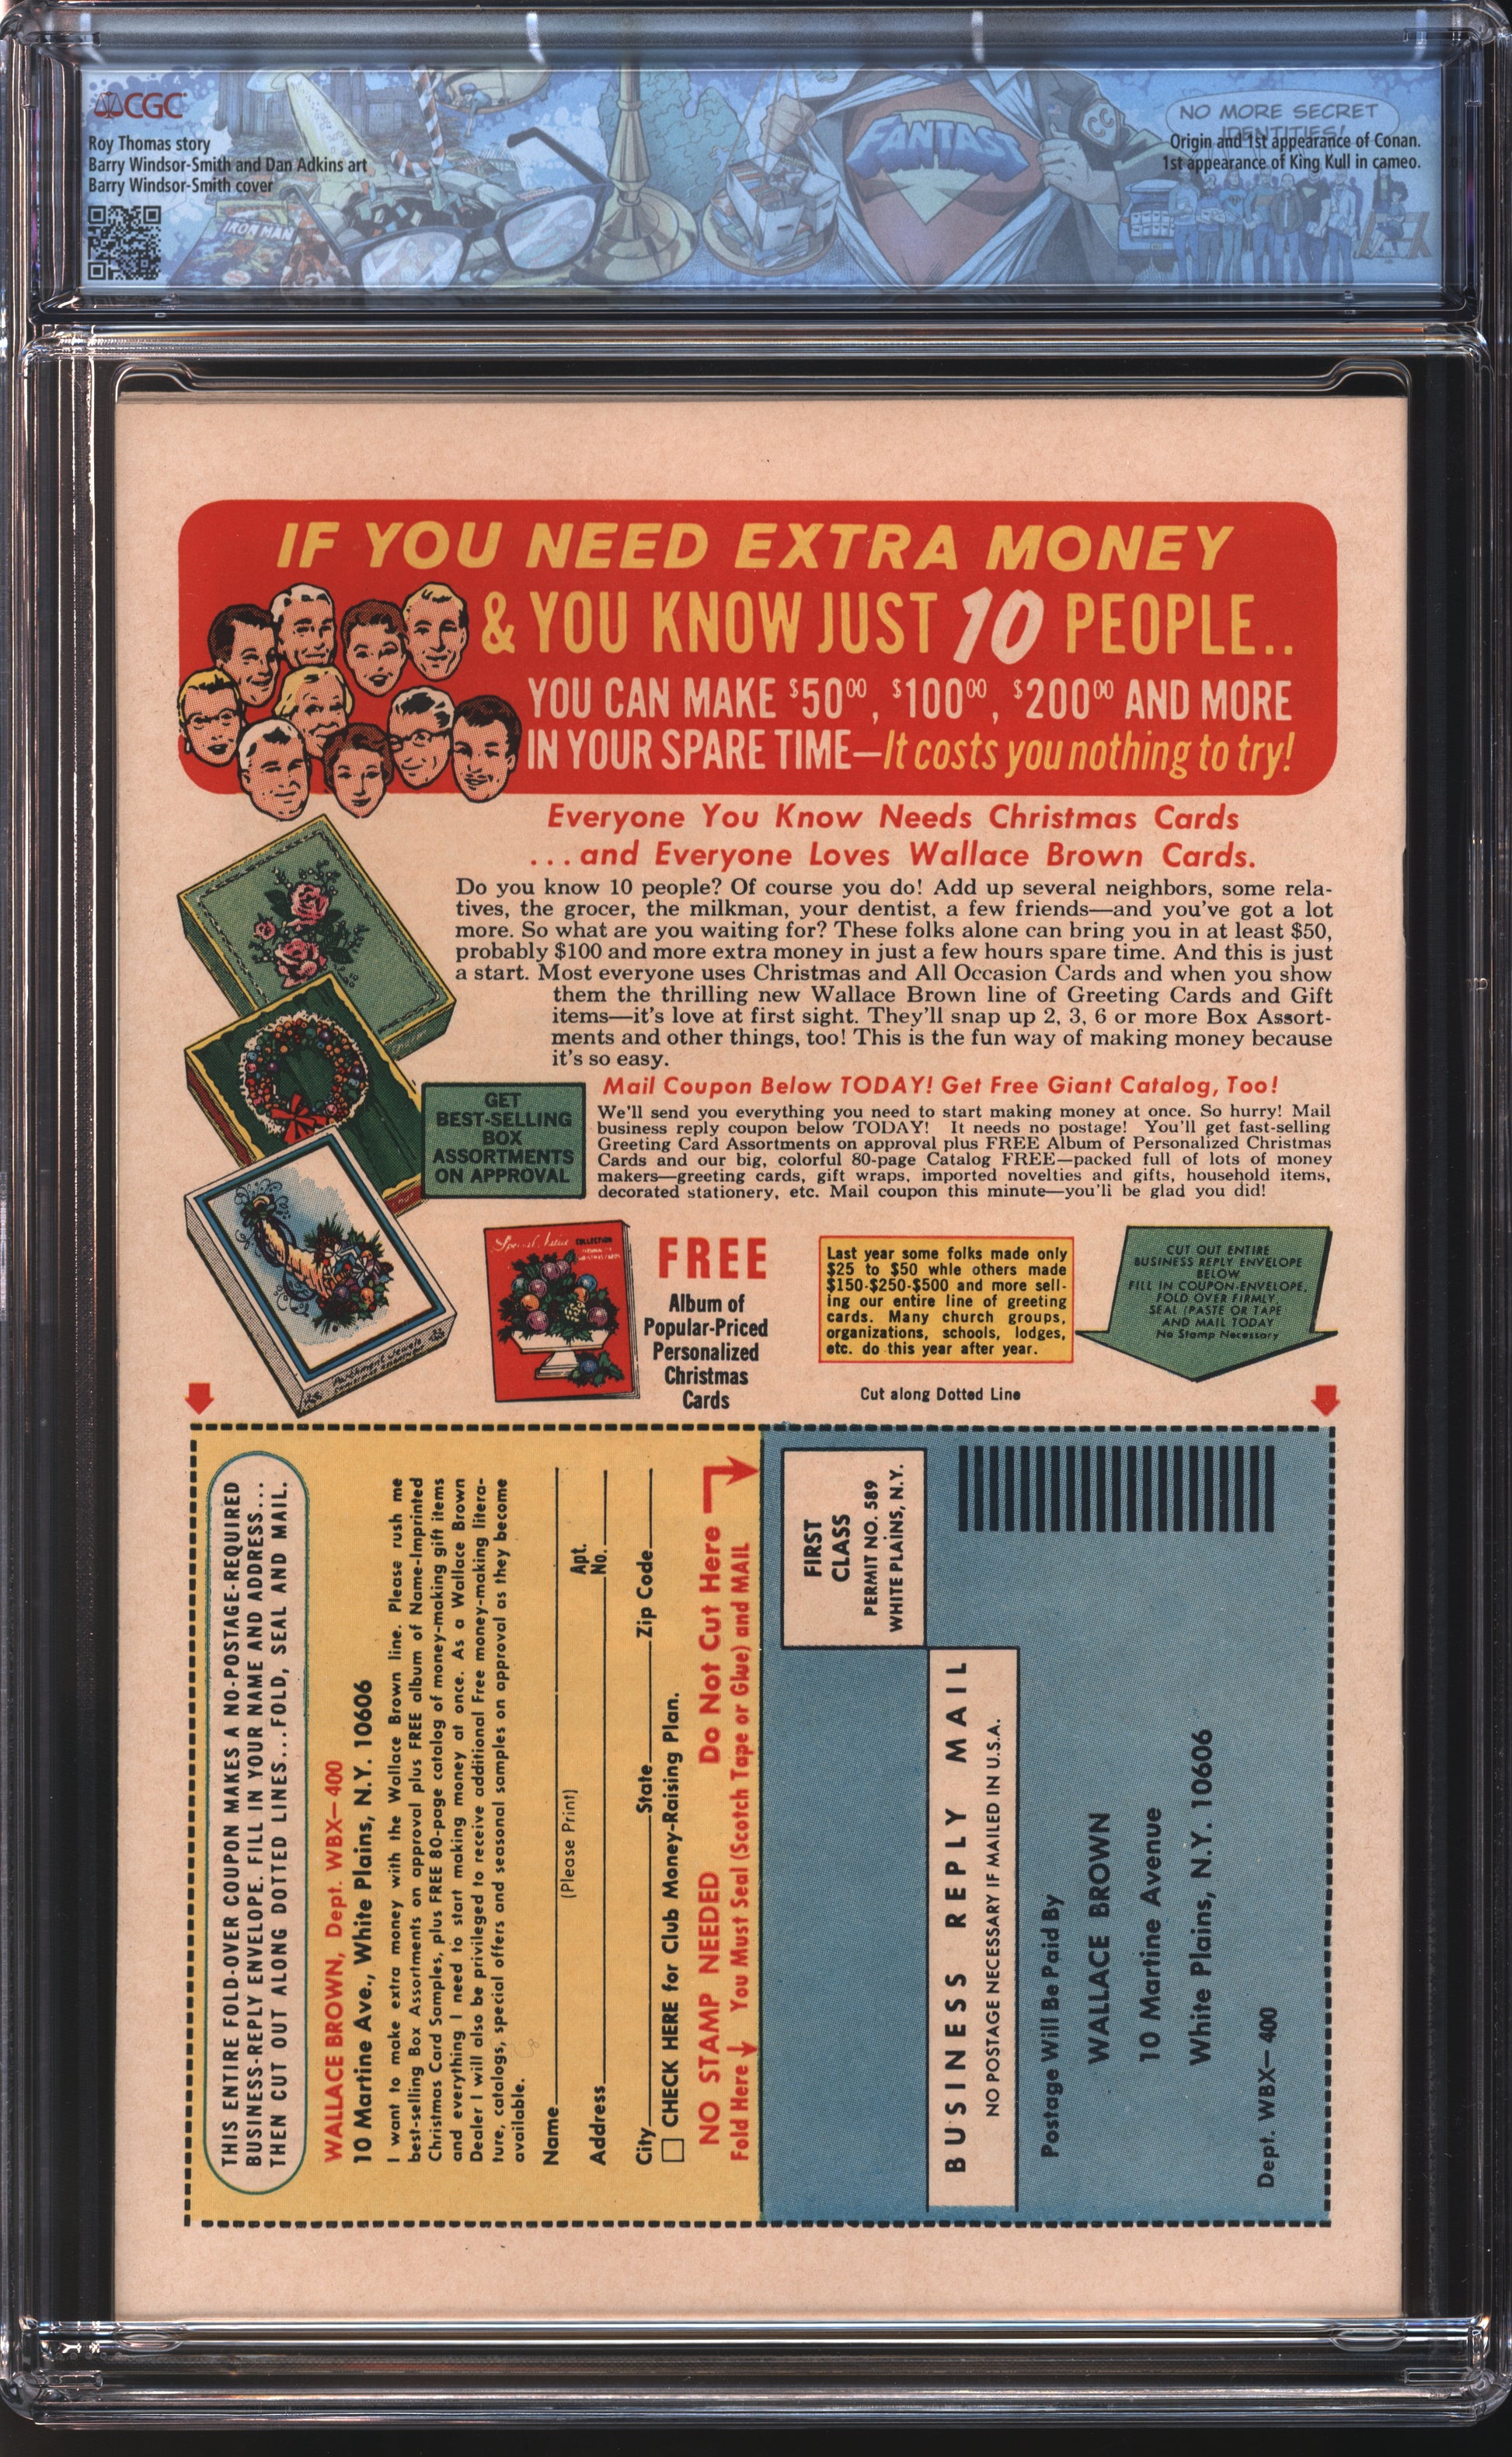 CGC
Roy Thomas story
Barry Windsor-Smith and Dan Adkins art
Barry Windsor-Smith cover
IRON MAN
FANTAST
CC
NO MORE SECRET
IDENTITIES!
Origin and 1st appearance of Conan.
1st appearance of King Kull in cameo.
IF YOU NEED EXTRA MONEY
& YOU KNOW JUST 10 PEOPLE..
YOU CAN MAKE $50⁰⁰, $100⁰⁰, $200⁰⁰ AND MORE
IN YOUR SPARE TIME—It costs you nothing to try!
Everyone You Know Needs Christmas Cards
...and Everyone Loves Wallace Brown Cards.
Do you know 10 people? Of course you do! Add up several neighbors, some rela-
tives, the grocer, the milkman, your dentist, a few friends—and you've got a lot
more. So what are you waiting for? These folks alone can bring you in at least $50,
probably $100 and more extra money in just a few hours spare time. And this is just
a start. Most everyone uses Christmas and All Occasion Cards and when you show
them the thrilling new Wallace Brown line of Greeting Cards and Gift
items—it's love at first sight. They'll snap up 2, 3, 6 or more Box Assort-
ments and other things, too! This is the fun way of making money because
it's so easy.
GET
BEST-SELLING
BOX
ASSORTMENTS
ON APPROVAL
Mail Coupon Below TODAY! Get Free Giant Catalog, Too!
We'll send you everything you need to start making money at once. So hurry! Mail
business reply coupon below TODAY! It needs no postage! You'll get fast-selling
Greeting Card Assortments on approval plus FREE Album of Personalized Christmas
Cards and our big, colorful 80-page Catalog FREE—packed full of lots of money
makers—greeting cards, gift wraps, imported novelties and gifts, household items,
decorated stationery, etc. Mail coupon this minute—you'll be glad you did!
Special Artist COLLECTION
FREE
Album of
Popular-Priced
Personalized
Christmas
Cards
Last year some folks made only
$25 to $50 whle others made
$150-$250-$500 and more sell-
ing our entire line of greeting
cards. Many church groups,
organizations, schools, lodges,
etc. do this year after year.
Cut along Dotted Line
CUT OUT ENTIRE
BUSINESS REPLY ENVELOPE
BELOW
FILL IN COUPON-ENVELOPE,
FOLD OVER FIRMLY,
SEAL (PASTE OR TAPE
AND MAIL TODAY
No Stamp Necessary
THIS ENTIRE FOLD-OVER COUPON MAKES A NO-POSTAGE-REQUIRED
BUSINESS-REPLY ENVELOPE. FILL IN YOUR NAME AND ADDRESS...
THEN CUT OUT ALONG DOTTED LINES...FOLD, SEAL AND MAIL.
WALLACE BROWN, Dept. WBX—400
10 Martine Ave., White Plains, N.Y. 10606
I want to make extra money with the Wallace Brown line. Please rush me
best-selling Box Assortments on approval plus FREE album of Name-Imprinted
Christmas Card Samples, plus FREE 80-page catalog of money-making gift items
and everything I need to start making money at once. As a Wallace Brown
Dealer I will also be privileged to receive additional Free money-making litera-
ture, catalogs, special offers and seasonal samples on approval as they become
available.
Name
(Please Print)
Address Apt. No.
City State Zip Code
CHECK HERE for Club Money-Raising Plan.
NO STAMP NEEDED Do Not Cut Here
Fold Here You Must Seal (Scotch Tape or Glue) and MAIL
FIRST
CLASS
PERMIT NO. 589
WHITE PLAINS, N.Y.
BUSINESS REPLY MAIL
NO POSTAGE NECESSARY IF MAILED IN U.S.A.
Postage Will Be Paid By
WALLACE BROWN
10 Martine Avenue
White Plains, N.Y. 10606
Dept. WBX—400